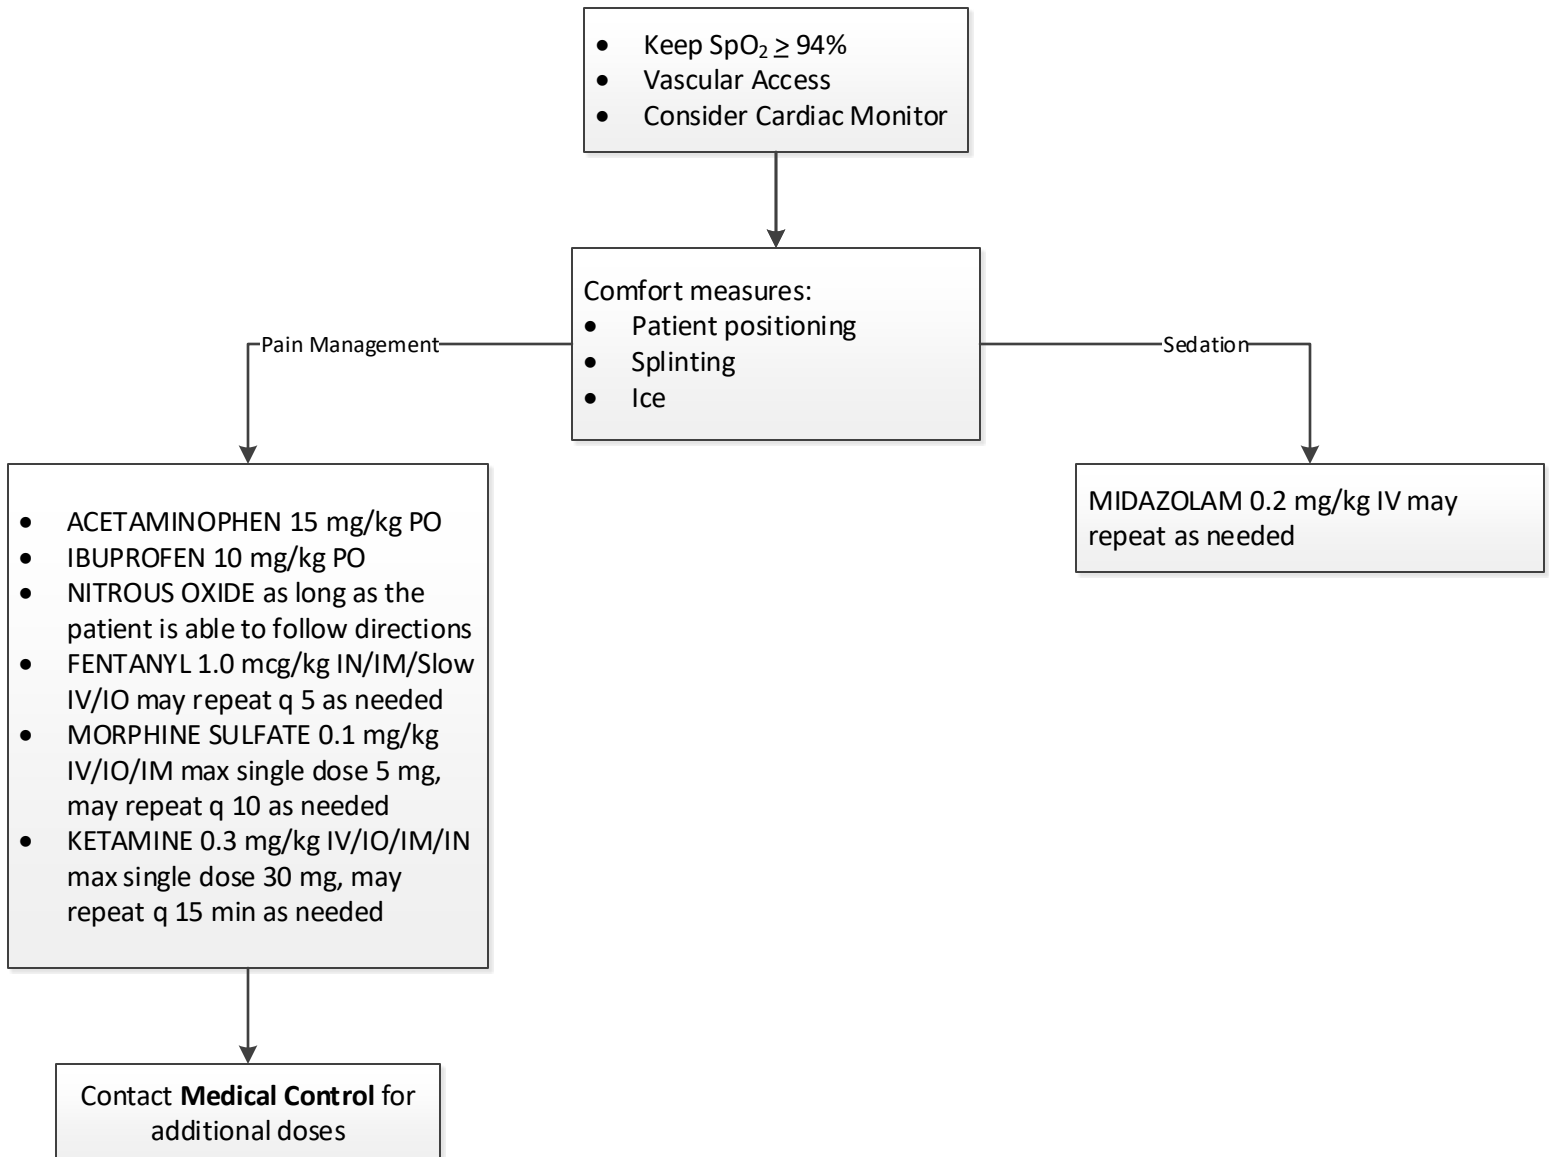 • Keep SpO₂ ≥ 94%
• Vascular Access
• Consider Cardiac Monitor
Comfort measures:
• Patient positioning
• Splinting
• Ice
Pain Management
Sedation
• ACETAMINOPHEN 15 mg/kg PO
• IBUPROFEN 10 mg/kg PO
• NITROUS OXIDE as long as the
patient is able to follow directions
• FENTANYL 1.0 mcg/kg IN/IM/Slow
IV/IO may repeat q 5 as needed
• MORPHINE SULFATE 0.1 mg/kg
IV/IO/IM max single dose 5 mg,
may repeat q 10 as needed
• KETAMINE 0.3 mg/kg IV/IO/IM/IN
max single dose 30 mg, may
repeat q 15 min as needed
MIDAZOLAM 0.2 mg/kg IV may
repeat as needed
Contact Medical Control for
additional doses